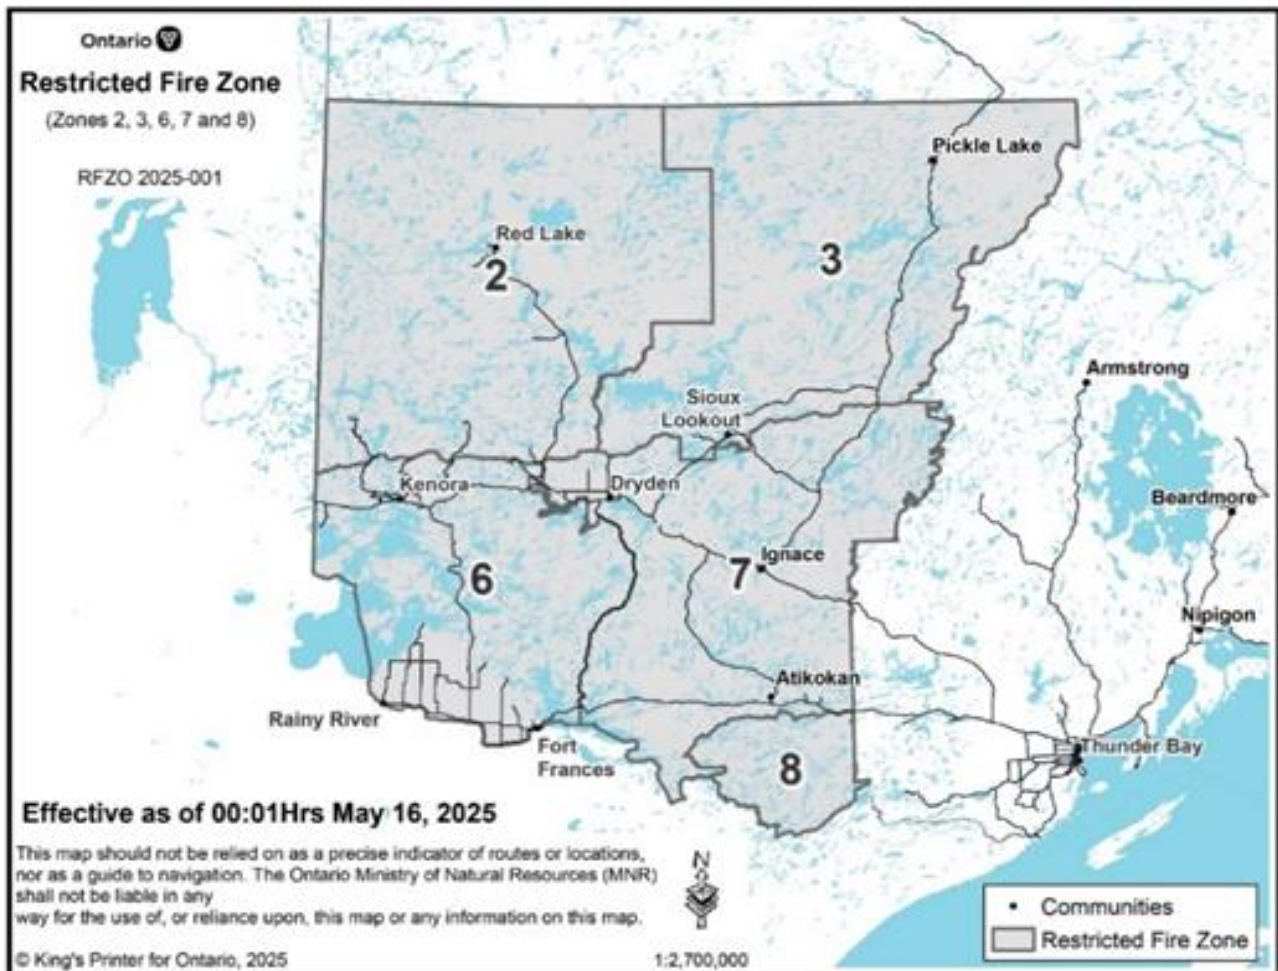 Ontario
Restricted Fire Zone
(Zones 2, 3, 6, 7 and 8)
RFZO 2025-001
Pickle Lake
Red Lake
2
3
Armstrong
Sioux
Lookout
Kenora
Dryden
Beardmore
6
7
Ignace
Nipigon
Atikokan
Rainy River
Fort
Frances
8
Thunder Bay
Effective as of 00:01Hrs May 16, 2025
This map should not be relied on as a precise indicator of routes or locations,
nor as a guide to navigation. The Ontario Ministry of Natural Resources (MNR)
shall not be liable in any
way for the use of, or reliance upon, this map or any information on this map.
© King's Printer for Ontario, 2025
1:2,700,000
N
Communities
Restricted Fire Zone